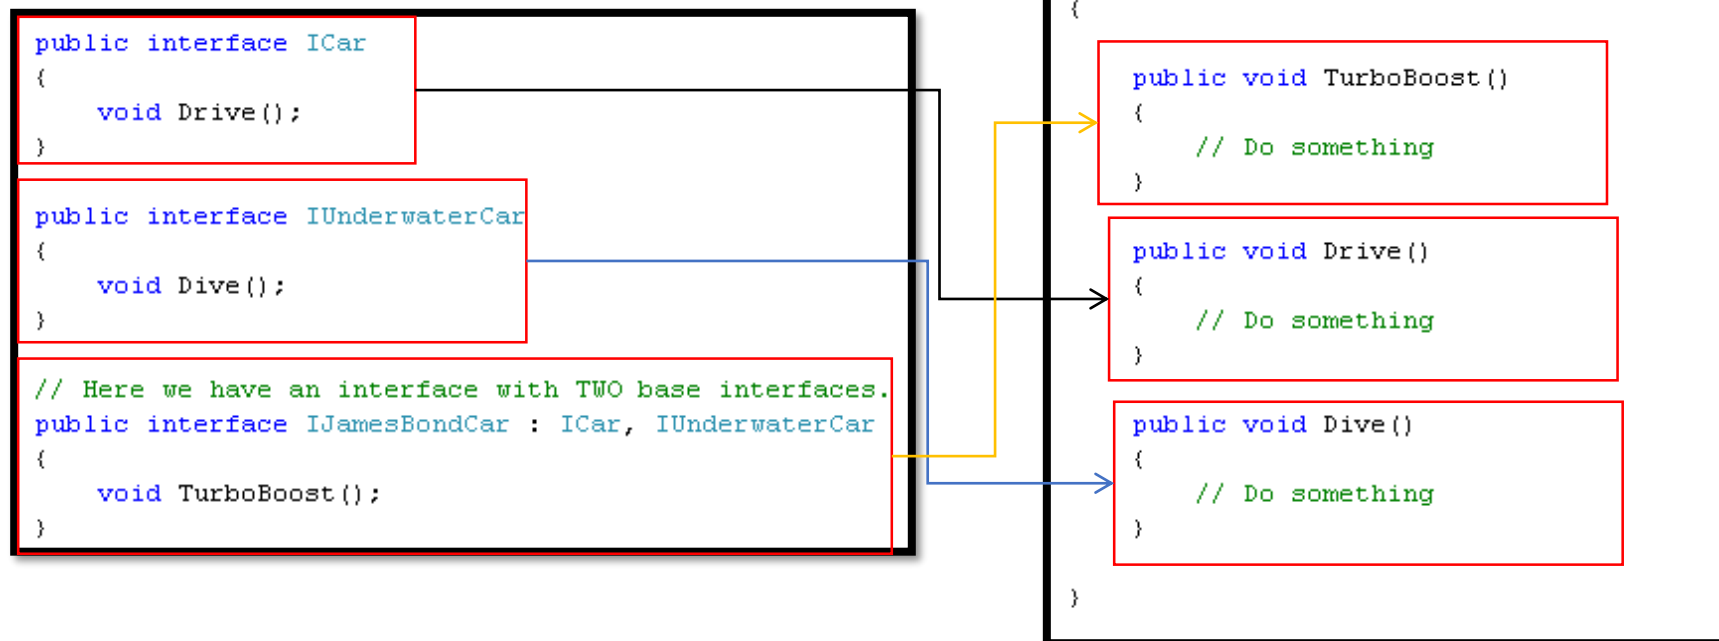 public interface ICar
{
void Drive();
}
public interface IUnderwaterCar
{
void Dive();
}
// Here we have an interface with TWO base interfaces.
public interface IJamesBondCar : ICar, IUnderwaterCar
{
void TurboBoost();
}
{
public void TurboBoost()
{
// Do something
}
public void Drive()
{
// Do something
}
public void Dive()
{
// Do something
}
}